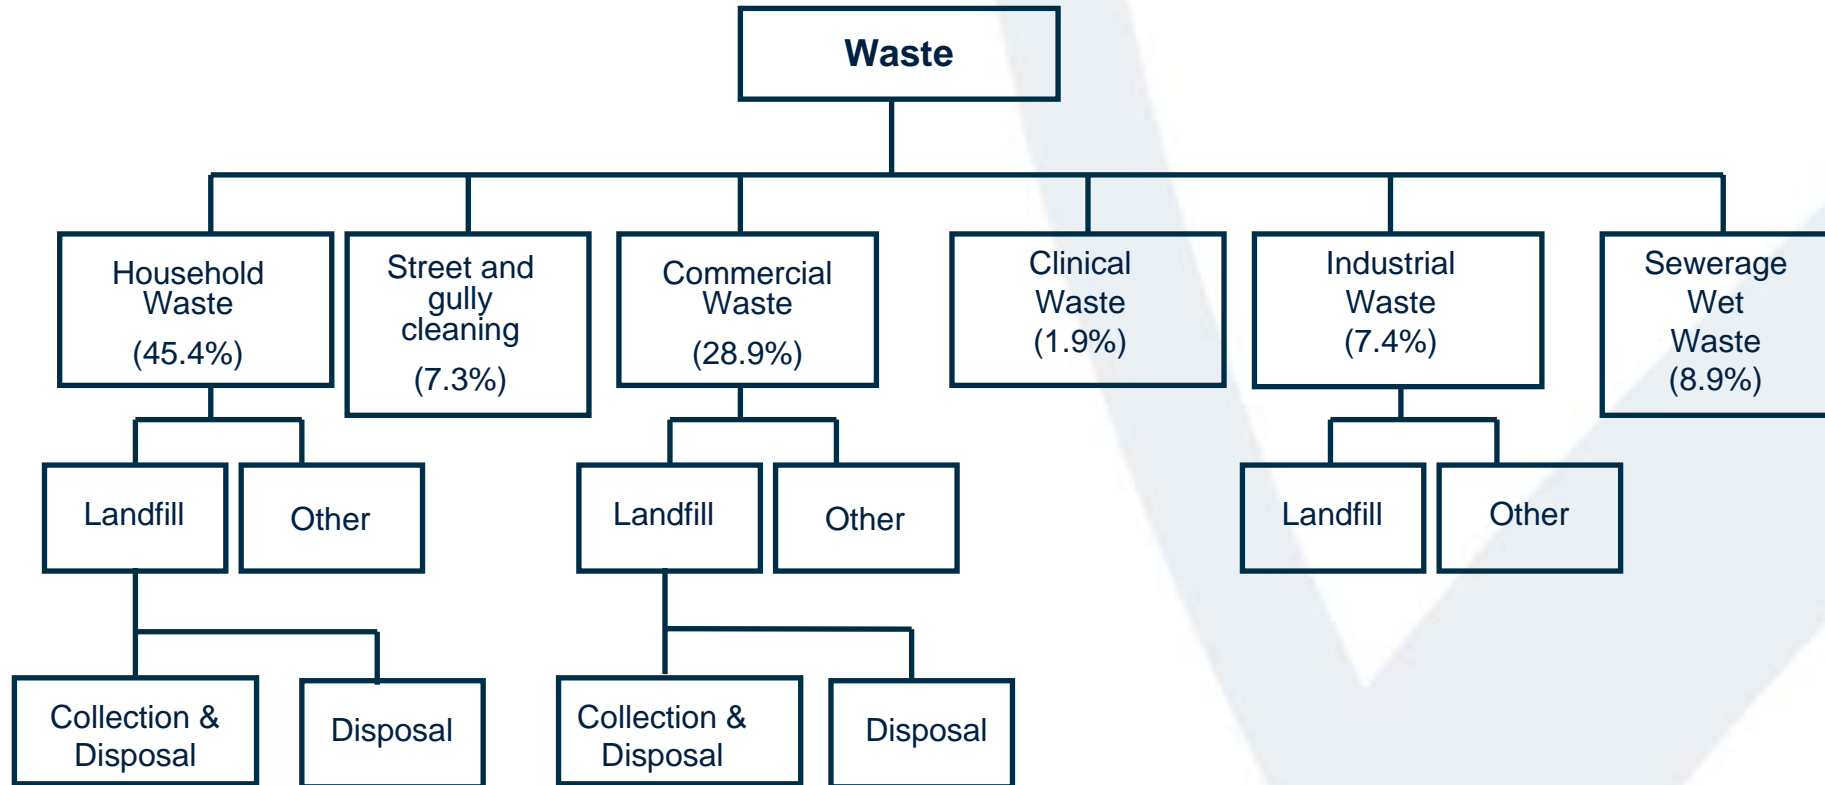 Waste
Household
Waste
(45.4%)
Street and
gully
cleaning
(7.3%)
Commercial
Waste
(28.9%)
Clinical
Waste
(1.9%)
Industrial
Waste
(7.4%)
Sewerage
Wet
Waste
(8.9%)
Landfill
Other
Landfill
Other
Landfill
Other
Collection &
Disposal
Disposal
Collection &
Disposal
Disposal